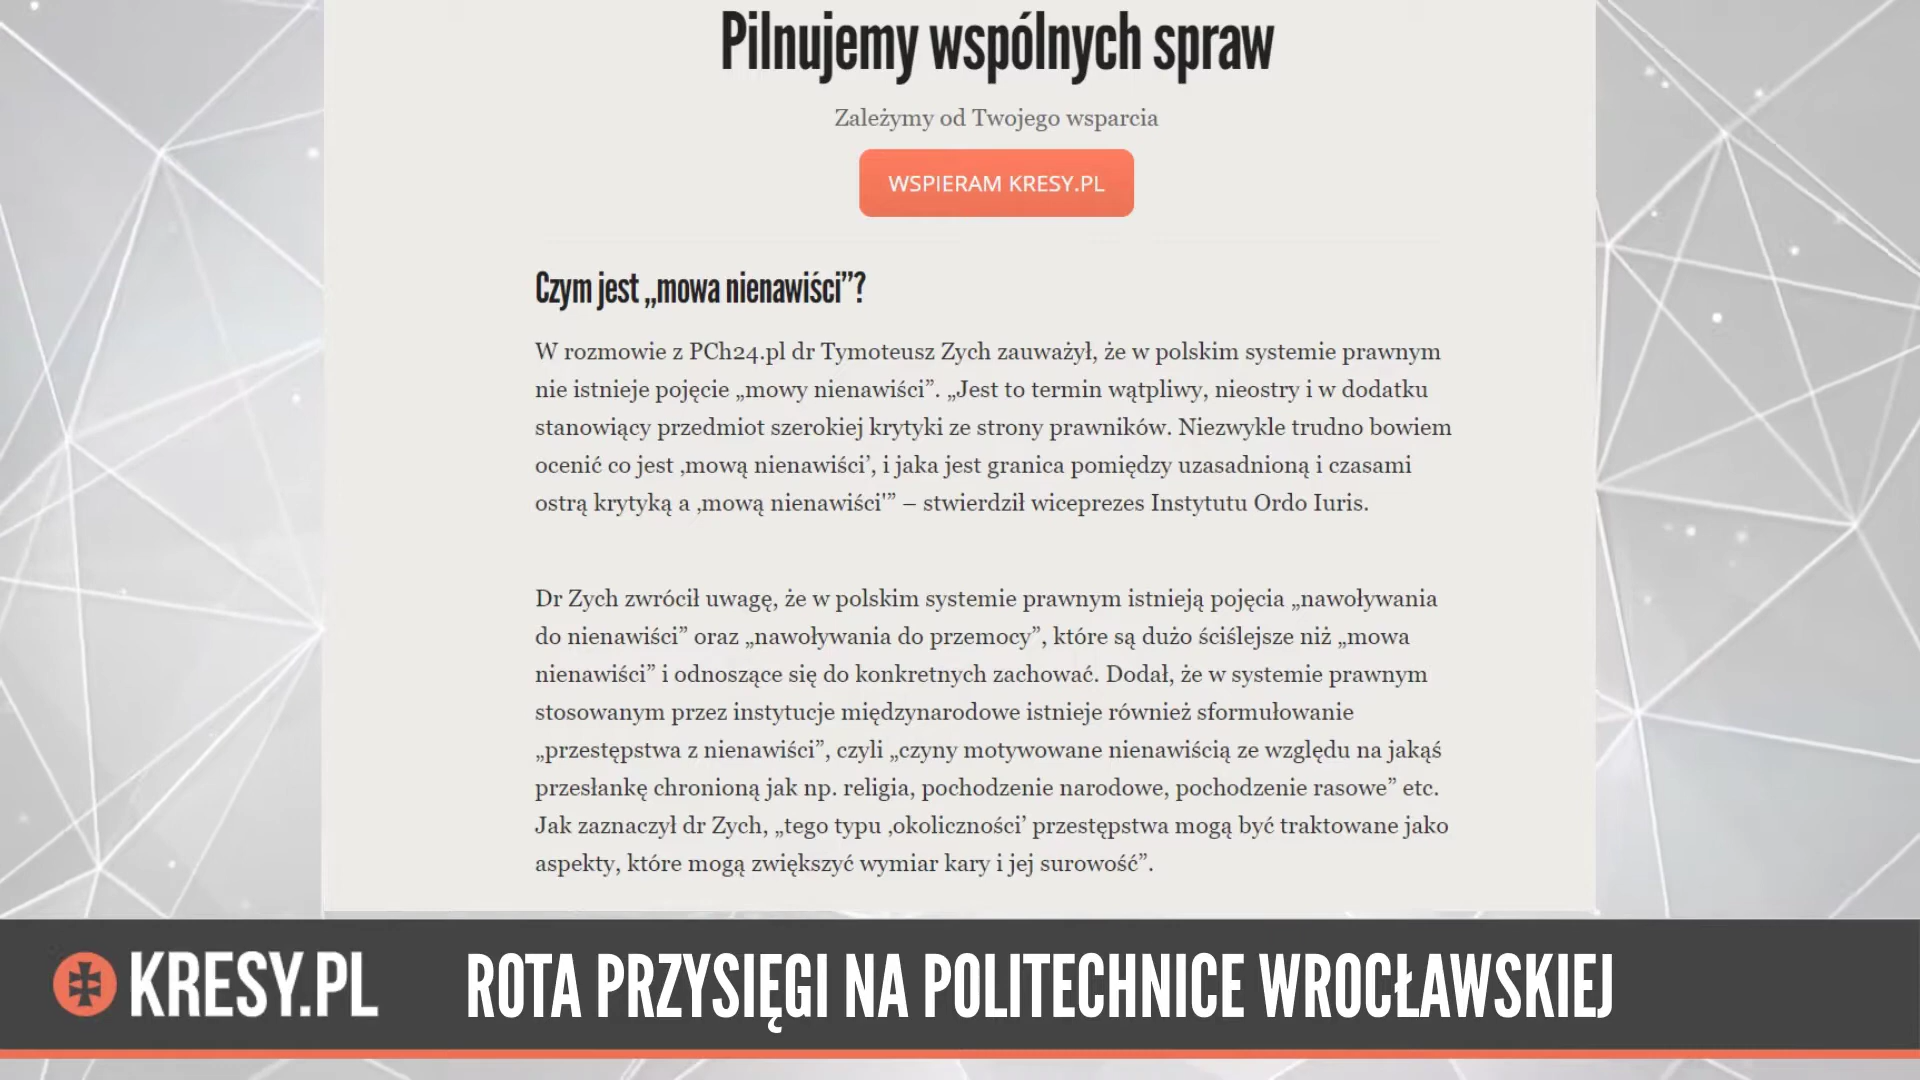 Pilnujemy wspólnych spraw
Zależymy od Twojego wsparcia
WSPIERAM KRESY.PL
Czym jest „mowa nienawiści”?
W rozmowie z PCh24.pl dr Tymoteusz Zych zauważył, że w polskim systemie prawnym
nie istnieje pojęcie „mowy nienawiści”. „Jest to termin wątpliwy, nieostry i w dodatku
stanowiący przedmiot szerokiej krytyki ze strony prawników. Niezwykle trudno bowiem
ocenić co jest ‚mową nienawiści’, i jaka jest granica pomiędzy uzasadnioną i czasami
ostrą krytyką a ‚mową nienawiści'” – stwierdził wiceprezes Instytutu Ordo Iuris.
Dr Zych zwrócił uwagę, że w polskim systemie prawnym istnieją pojęcia „nawoływania
do nienawiści” oraz „nawoływania do przemocy”, które są dużo ściślejsze niż „mowa
nienawiści” i odnoszące się do konkretnych zachować. Dodał, że w systemie prawnym
stosowanym przez instytucje międzynarodowe istnieje również sformułowanie
„przestępstwa z nienawiści”, czyli „czyny motywowane nienawiścią ze względu na jakąś
przesłankę chronioną jak np. religia, pochodzenie narodowe, pochodzenie rasowe” etc.
Jak zaznaczył dr Zych, „tego typu ‚okoliczności’ przestępstwa mogą być traktowane jako
aspekty, które mogą zwiększyć wymiar kary i jej surowość”.
KRESY.PL
ROTA PRZYSIĘGI NA POLITECHNICE WROCŁAWSKIEJ